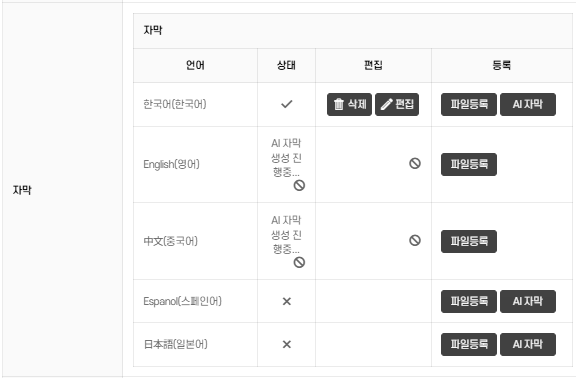 자막
자막
언어 상태 편집 등록
한국어(한국어) 삭제 편집 파일등록 AI 자막
English(영어) AI 자막 생성 진행중... 파일등록
中文(중국어) AI 자막 생성 진행중... 파일등록
Espanol(스페인어) 파일등록 AI 자막
日本語(일본어) 파일등록 AI 자막